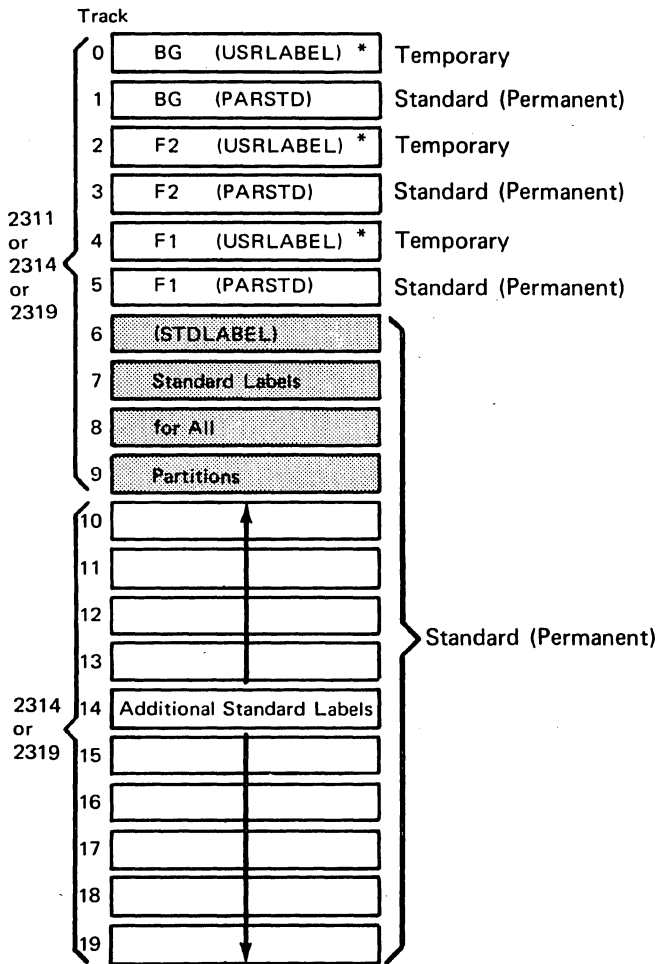 Track
0 BG (USRLABEL) * Temporary
1 BG (PARSTD) Standard (Permanent)
2 F2 (USRLABEL) * Temporary
3 F2 (PARSTD) Standard (Permanent)
2311
or
2314
or
2319
4 F1 (USRLABEL) * Temporary
5 F1 (PARSTD) Standard (Permanent)
6 (STDLABEL)
7 Standard Labels
8 for All
9 Partitions
10
11
12
13
Standard (Permanent)
2314
or
2319
14 Additional Standard Labels
15
16
17
18
19